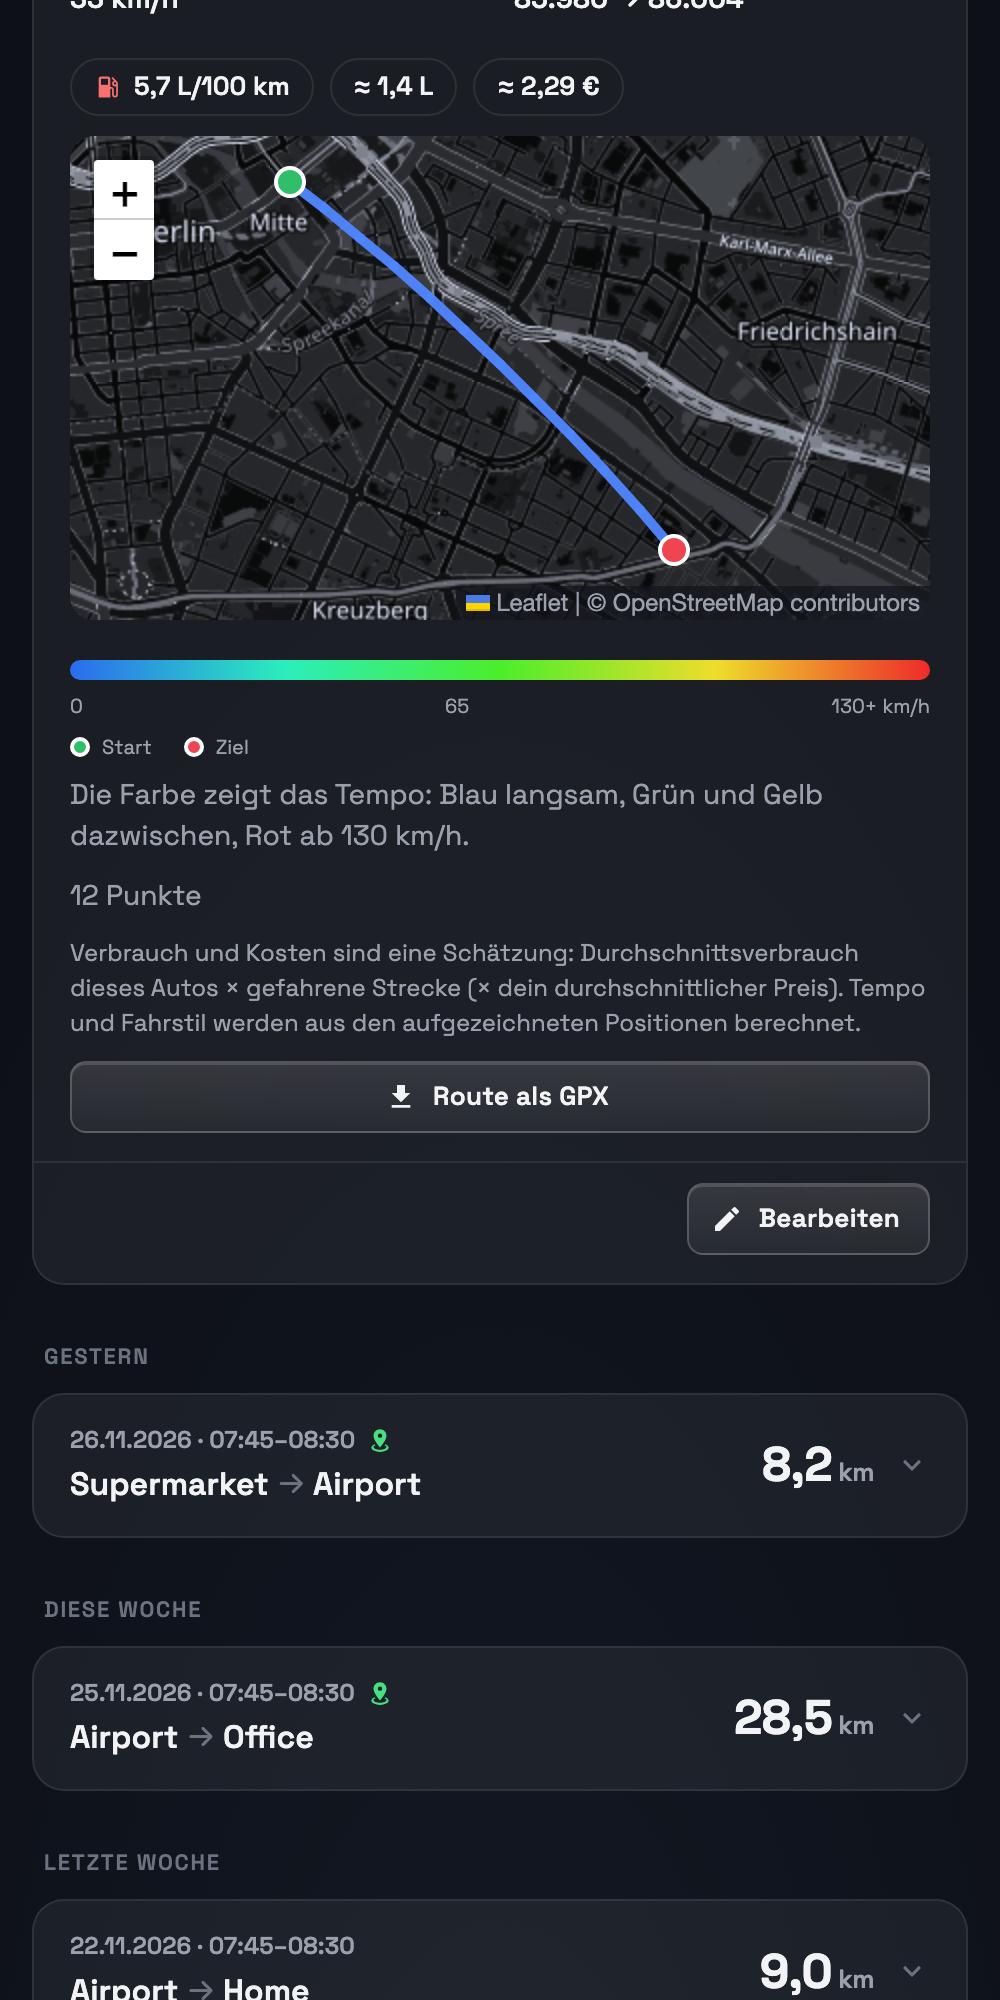 5,7 L/100 km
≈ 1,4 L
≈ 2,29 €
+
−
erlin
Mitte
Karl-Marx-Allee
Spreekanal
Spree
Friedrichshain
Kreuzberg
Leaflet | © OpenStreetMap contributors
0
65
130+ km/h
Start
Ziel
Die Farbe zeigt das Tempo: Blau langsam, Grün und Gelb
dazwischen, Rot ab 130 km/h.
12 Punkte
Verbrauch und Kosten sind eine Schätzung: Durchschnittsverbrauch
dieses Autos × gefahrene Strecke (× dein durchschnittlicher Preis). Tempo
und Fahrstil werden aus den aufgezeichneten Positionen berechnet.
Route als GPX
Bearbeiten
GESTERN
26.11.2026 · 07:45–08:30
Supermarket → Airport
8,2 km
DIESE WOCHE
25.11.2026 · 07:45–08:30
Airport → Office
28,5 km
LETZTE WOCHE
22.11.2026 · 07:45–08:30
Airport → Home
9,0 km